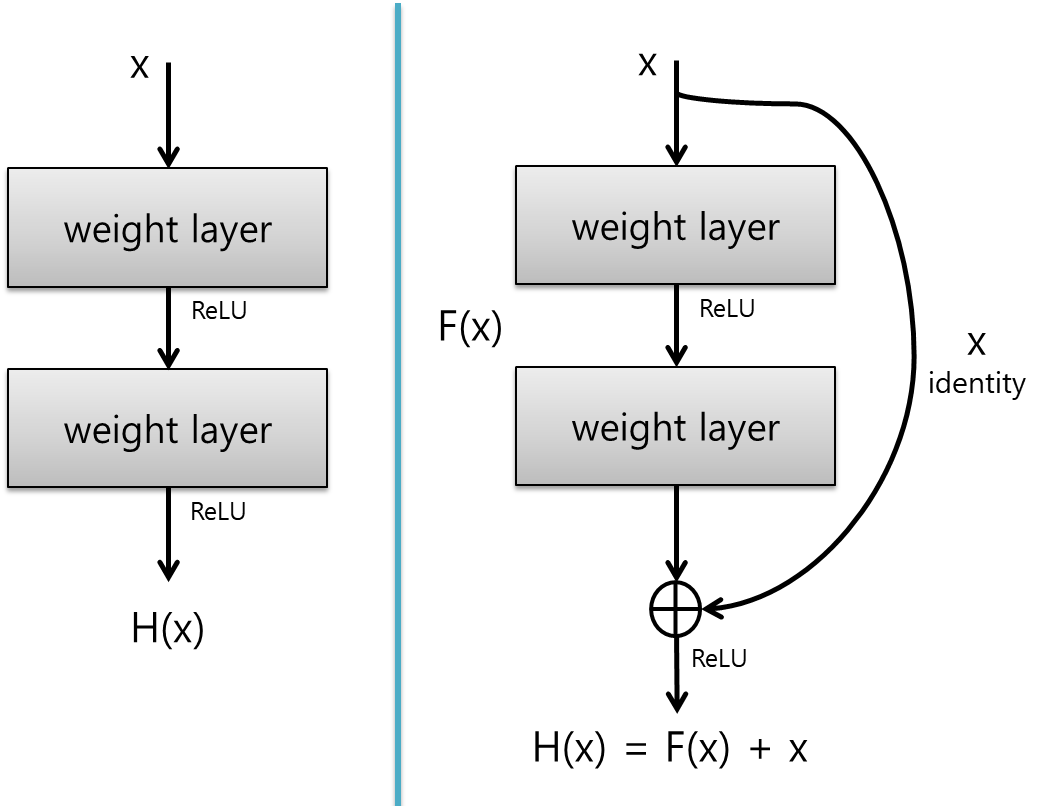 x
weight layer
ReLU
weight layer
ReLU
H(x)
x
weight layer
ReLU
F(x)
x
identity
weight layer
ReLU
H(x) = F(x) + x